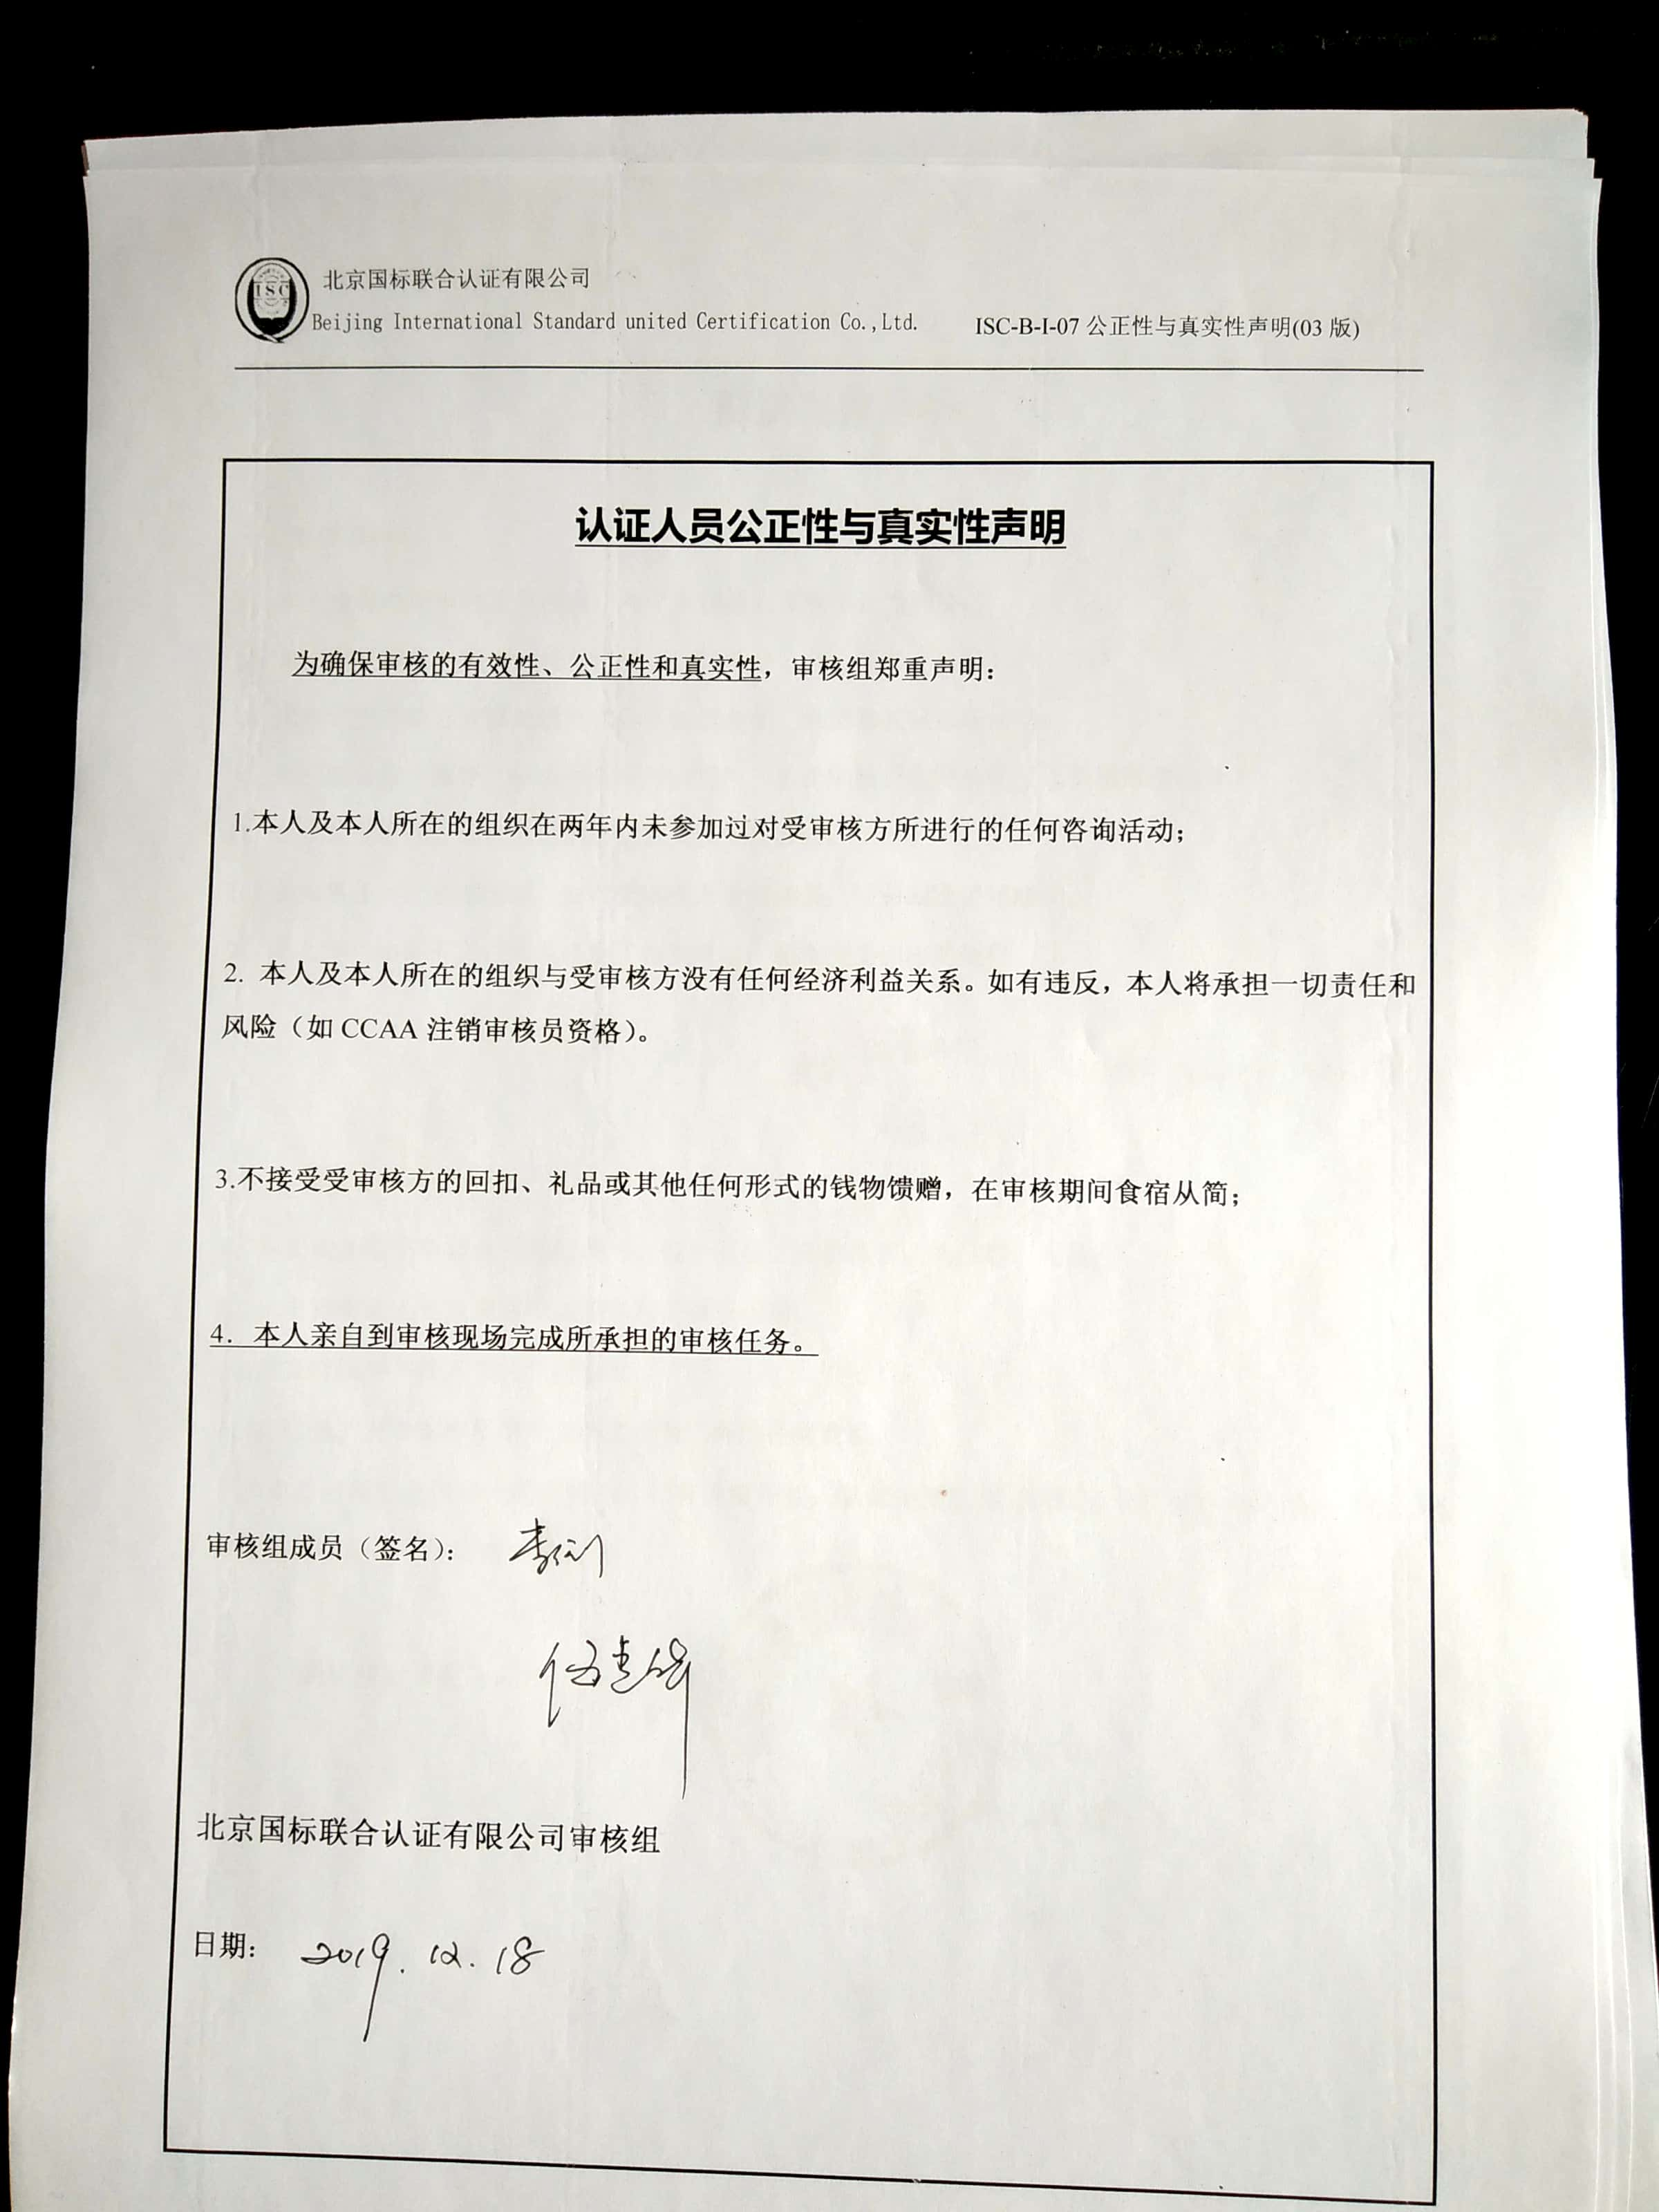 ISC
北京国标联合认证有限公司
Beijing International Standard united Certification Co.,Ltd.
ISC-B-I-07 公正性与真实性声明(03 版)
认证人员公正性与真实性声明
为确保审核的有效性、公正性和真实性，审核组郑重声明：
1.本人及本人所在的组织在两年内未参加过对受审核方所进行的任何咨询活动；
2. 本人及本人所在的组织与受审核方没有任何经济利益关系。如有违反，本人将承担一切责任和
风险（如 CCAA 注销审核员资格）。
3.不接受受审核方的回扣、礼品或其他任何形式的钱物馈赠，在审核期间食宿从简；
4. 本人亲自到审核现场完成所承担的审核任务。
审核组成员（签名）：
北京国标联合认证有限公司审核组
日期： 2019.12.18